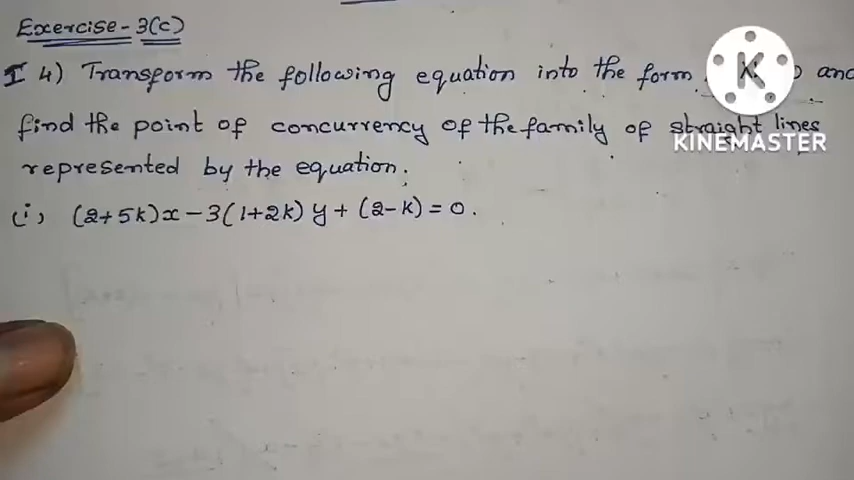 Exercise - 3(c)
I 4) Transform the following equation into the form and
find the point of concurrency of the family of straight lines
represented by the equation.
(i) (2+5k)x - 3(1+2k)y + (2-k) = 0.
K
KINEMASTER